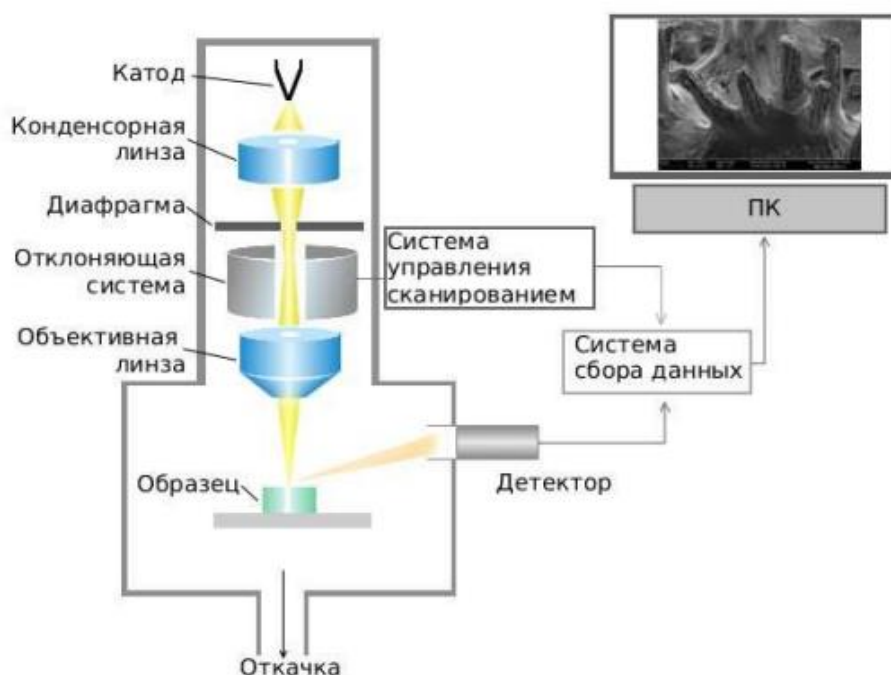 Катод
Конденсорная
линза
Диафрагма
Отклоняющая
система
Объективная
линза
Образец
Откачка
Система
управления
сканированием
Детектор
Система
сбора данных
ПК